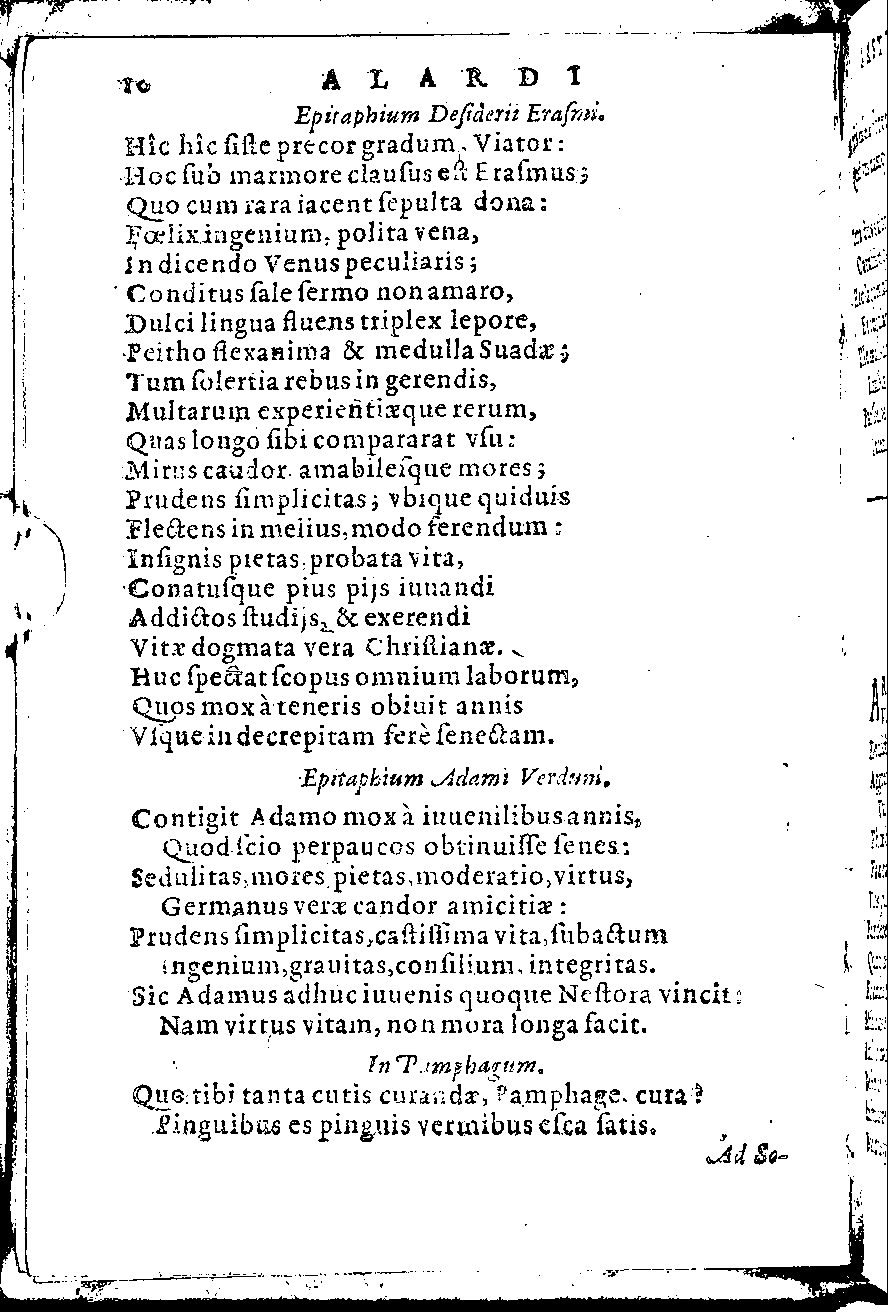 10 ALARDI
Epitaphium Deſiderii Eraſmi.
Hîc hîc ſiſte precor gradum, Viator:
Hoc ſub marmore clauſus eſt Eraſmus;
Quo cum rara iacent ſepulta dona:
Fœlix ingenium, polita vena,
In dicendo Venus peculiaris;
Conditus ſale ſermo non amaro,
Dulci lingua fluens triplex lepore,
Peitho flexanima & medulla Suadæ;
Tum ſolertia rebus in gerendis,
Multarum experientiæque rerum,
Quas longo ſibi compararat vſu:
Mirus candor, amabileſque mores;
Prudens ſimplicitas; vbique quiduis
Flectens in melius, modo ferendum:
Inſignis pietas, probata vita,
Conatuſque pius pijs iuuandi
Addictos ſtudijs, & exerendi
Vitæ dogmata vera Chriſtianæ.
Huc ſpectat ſcopus omnium laborum,
Quos mox à teneris obiuit annis
Vſque in decrepitam ferè ſenectam.
Epitaphium Adami Verduni.
Contigit Adamo mox à iuuenilibus annis,
Quod ſcio perpaucos obtinuiſſe ſenes:
Sedulitas, mores, pietas, moderatio, virtus,
Germanus veræ candor amicitiæ:
Prudens ſimplicitas, caſtiſſima vita, ſubactum
ingenium, grauitas, conſilium, integritas.
Sic Adamus adhuc iuuenis quoque Neſtora vincit:
Nam virtus vitam, non mora longa facit.
In Pamphagum.
Quo tibi tanta cutis curandæ, Pamphage, cura?
Pinguibus es pinguis vermibus eſca ſatis.
Ad So-